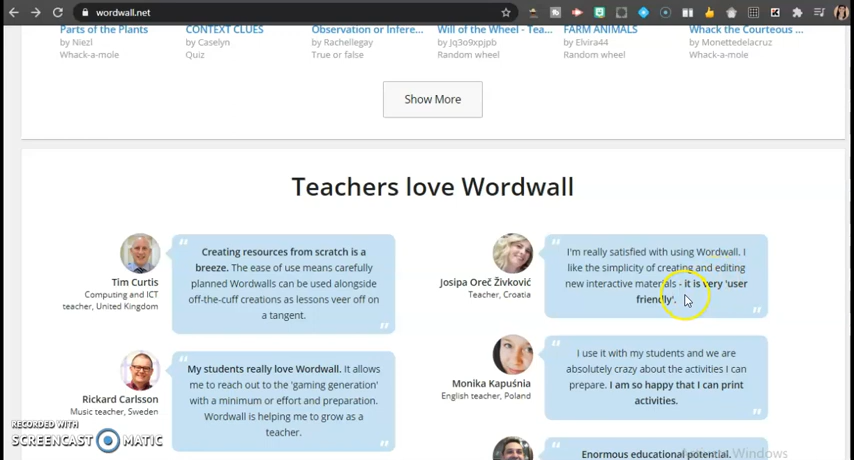 wordwall.net
Parts of the Plants
by Niezl
Whack-a-mole
CONTEXT CLUES
by Caselyn
Quiz
Observation or Infere...
by Rachellegay
True or false
Will of the Wheel - Tea...
by Jq3o9xpjpb
Random wheel
FARM ANIMALS
by Elvira44
Random wheel
Whack the Courteous ...
by Monettedelacruz
Whack-a-mole
Show More
Teachers love Wordwall
Tim Curtis
Computing and ICT
teacher, United Kingdom
Creating resources from scratch is a
breeze. The ease of use means carefully
planned Wordwalls can be used alongside
off-the-cuff creations as lessons veer off on
a tangent.
Josipa Oreč Živković
Teacher, Croatia
I'm really satisfied with using Wordwall. I
like the simplicity of creating and editing
new interactive materials - it is very 'user
friendly'.
Rickard Carlsson
Music teacher, Sweden
My students really love Wordwall. It allows
me to reach out to the 'gaming generation'
with a minimum or effort and preparation.
Wordwall is helping me to grow as a
teacher.
Monika Kapuśnia
English teacher, Poland
I use it with my students and we are
absolutely crazy about the activities I can
prepare. I am so happy that I can print
activities.
Enormous educational potential.
RECORDED WITH
SCREENCAST MATIC